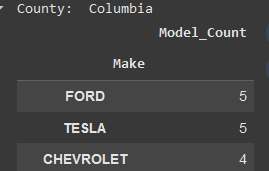 County: Columbia
Model_Count
Make
FORD 5
TESLA 5
CHEVROLET 4